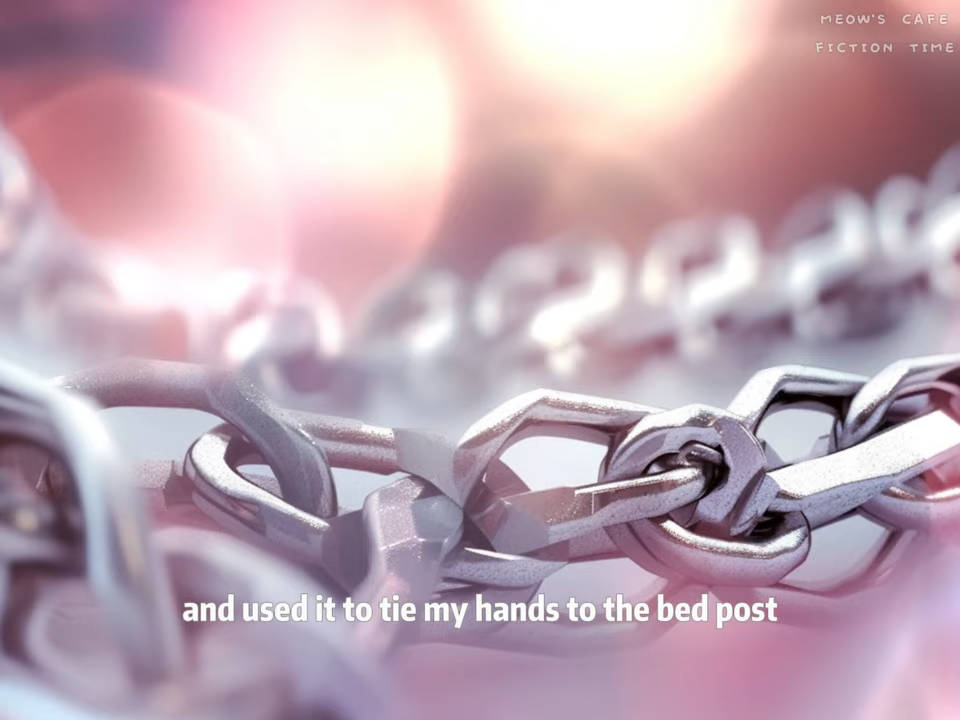 MEOW'S CAFE
FICTION TIME
and used it to tie my hands to the bed post